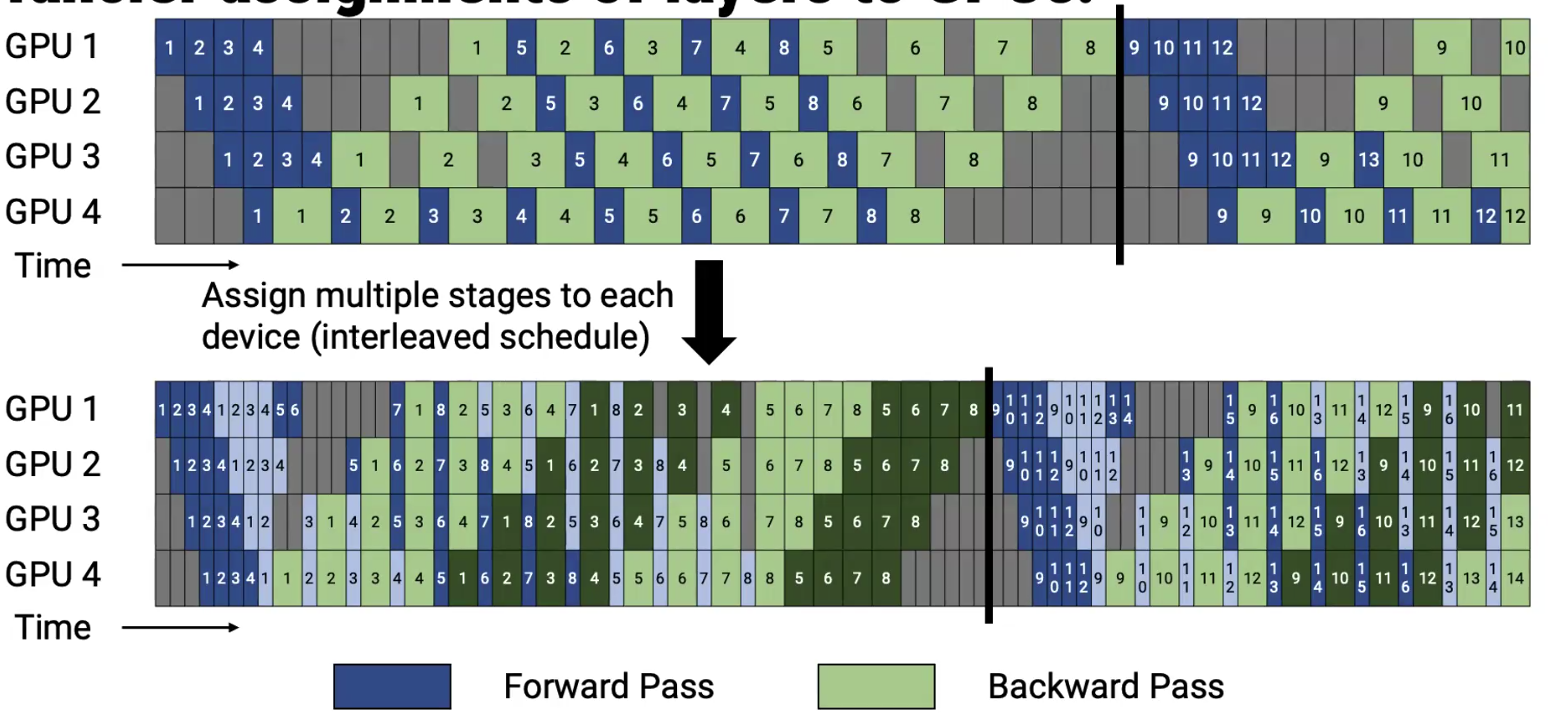 assignments of layers to GPUs.
GPU 1 1 2 3 4 1 5 2 6 3 7 4 8 5 6 7 8 9 10 11 12 9 10
GPU 2 1 2 3 4 1 2 5 3 6 4 7 5 8 6 7 8 9 10 11 12 9 10
GPU 3 1 2 3 4 1 2 3 5 4 6 5 7 6 8 7 8 9 10 11 12 9 13 10 11
GPU 4 1 1 2 2 3 3 4 4 5 5 6 6 7 7 8 8 9 9 10 10 11 11 12 12
Time
Assign multiple stages to each
device (interleaved schedule)
GPU 1 1 2 3 4 1 2 3 4 5 6 7 1 8 2 5 3 6 4 7 1 8 2 3 4 5 6 7 8 5 6 7 8 9 10 11 12 9 10 11 12 13 14 15 9 16 10 13 11 14 12 15 9 16 10 11
GPU 2 1 2 3 4 1 2 3 4 5 1 6 2 7 3 8 4 5 1 6 2 7 3 8 4 5 6 7 8 5 6 7 8 9 10 11 12 9 10 11 12 13 9 14 10 15 11 16 12 13 9 14 10 15 11 16 12
GPU 3 1 2 3 4 1 2 3 1 4 2 5 3 6 4 7 1 8 2 5 3 6 4 7 5 8 6 7 8 5 6 7 8 9 10 11 12 9 10 11 9 12 10 13 11 14 12 15 9 16 10 13 11 14 12 15 13
GPU 4 1 2 3 4 1 1 2 2 3 3 4 4 5 1 6 2 7 3 8 4 5 5 6 6 7 7 8 8 5 6 7 8 9 10 11 12 9 9 10 10 11 11 12 12 13 9 14 10 15 11 16 12 13 13 14 14
Time
Forward Pass
Backward Pass